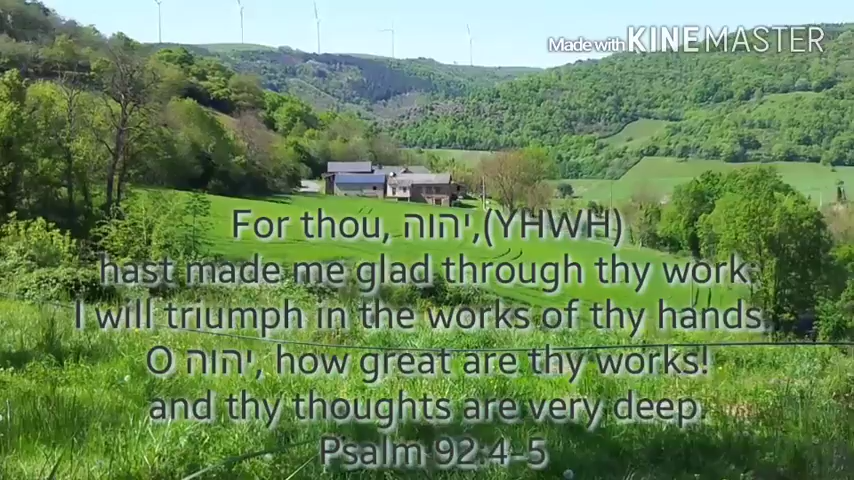 Made with KINEMASTER
For thou, יהוה,(YHWH)
hast made me glad through thy work,
I will triumph in the works of thy hands.
O יהוה, how great are thy works!
and thy thoughts are very deep.
Psalm 92:4-5